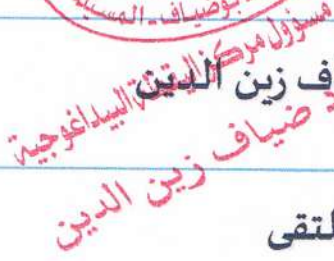 بوضياف - المسيلة
مسؤول مركز
البيداغوجية
ف زين الدين
ضياف زين الدين
لتقى